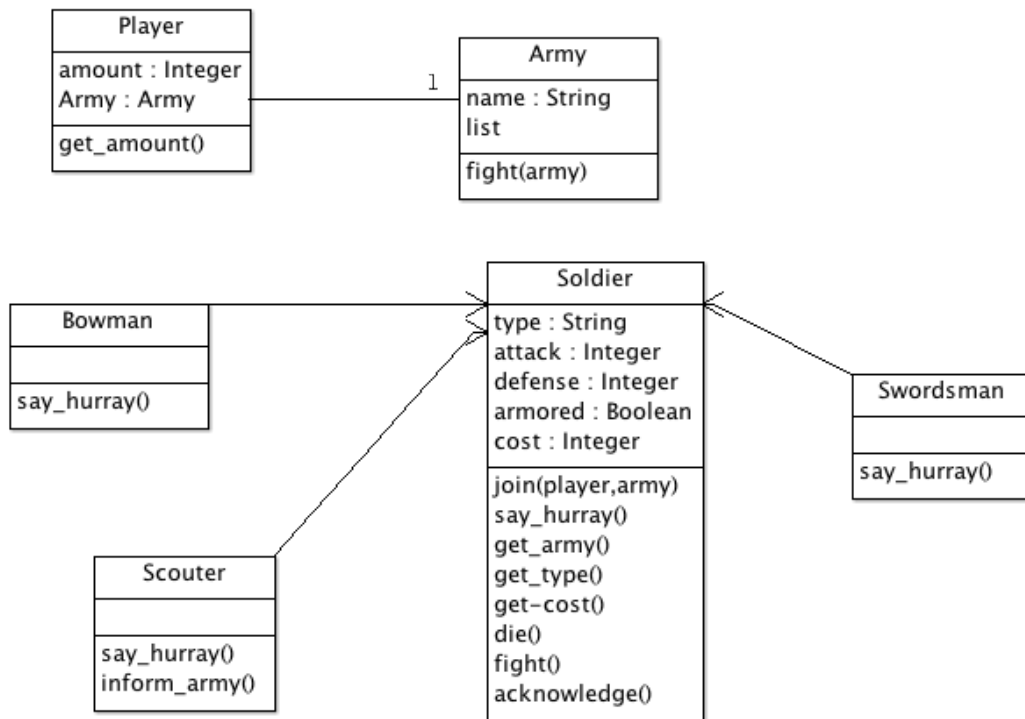 Player
amount : Integer
Army : Army
get_amount()
1
Army
name : String
list
fight(army)
Bowman
say_hurray()
Soldier
type : String
attack : Integer
defense : Integer
armored : Boolean
cost : Integer
join(player,army)
say_hurray()
get_army()
get_type()
get-cost()
die()
fight()
acknowledge()
Swordsman
say_hurray()
Scouter
say_hurray()
inform_army()